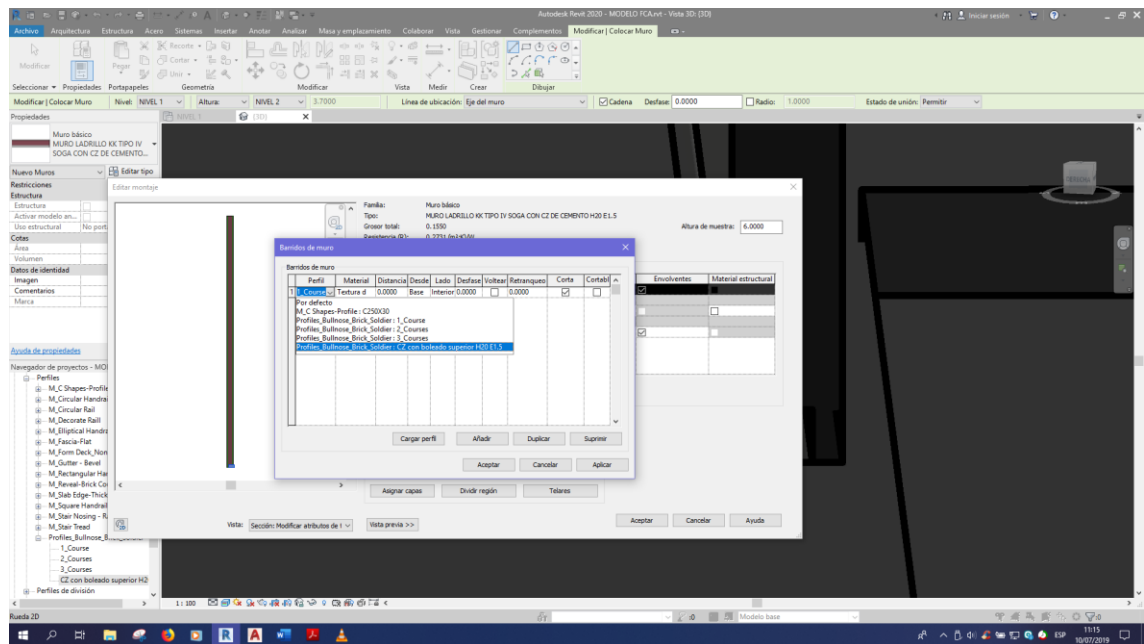 Autodesk Revit 2020 - MODELO FCA.rvt - Vista 3D: {3D}
Iniciar sesión
Archivo Arquitectura Estructura Acero Sistemas Insertar Anotar Analizar Masa y emplazamiento Colaborar Vista Gestionar Complementos Modificar | Colocar Muro
Modificar
Pegar
Recorte
Cortar
Unir
Seleccionar Propiedades Portapapeles Geometría Modificar Vista Medir Crear Dibujar
Modificar | Colocar Muro Nivel: NIVEL 1 Altura: NIVEL 2 3.7000 Línea de ubicación: Eje del muro Cadena Desfase: 0.0000 Radio: 1.0000 Estado de unión: Permitir
Propiedades
NIVEL 1
{3D}
Muro básico
MURO LADRILLO KK TIPO IV
SOGA CON CZ DE CEMENTO...
Nuevo Muros
Editar tipo
Restricciones
Estructura
Estructura
Activar modelo an...
Uso estructural No port
Cotas
Área
Volumen
Datos de identidad
Imagen
Comentarios
Marca
Ayuda de propiedades
Navegador de proyectos - MO
Perfiles
M_C Shapes-Profile
M_Circular Handra
M_Circular Rail
M_Decorate Raill
M_Elliptical Handra
M_Fascia-Flat
M_Form Deck_Non
M_Gutter - Bevel
M_Rectangular Ha
M_Reveal-Brick Co
M_Slab Edge-Thick
M_Square Handrail
M_Stair Nosing - R
M_Stair Tread
Profiles_Bullnose_B
1_Course
2_Courses
3_Courses
CZ con boleado superior H2
Perfiles de división
Editar montaje
Familia: Muro básico
Tipo: MURO LADRILLO KK TIPO IV SOGA CON CZ DE CEMENTO H20 E1.5
Grosor total: 0.1550
Resistencia (R): 0.2731 (m²·K)/W
Altura de muestra: 6.0000
Envolventes Material estructural
Barridos de muro
Barridos de muro
Perfil Material Distancia Desde Lado Desfase Voltear Retranqueo Corta Cortabl
1 1_Course Textura d 0.0000 Base Interior 0.0000 0.0000
Por defecto
M_C Shapes-Profile : C250X30
Profiles_Bullnose_Brick_Soldier : 1_Course
Profiles_Bullnose_Brick_Soldier : 2_Courses
Profiles_Bullnose_Brick_Soldier : 3_Courses
Profiles_Bullnose_Brick_Soldier : CZ con boleado superior H20 E1.5
Cargar perfil Añadir Duplicar Suprimir
Aceptar Cancelar Aplicar
Asignar capas Dividir región Telares
Vista: Sección: Modificar atributos de t Vista previa >>
Aceptar Cancelar Ayuda
1 : 100
Rueda 2D
:0
Modelo base
:0
ESP
11:15
10/07/2019